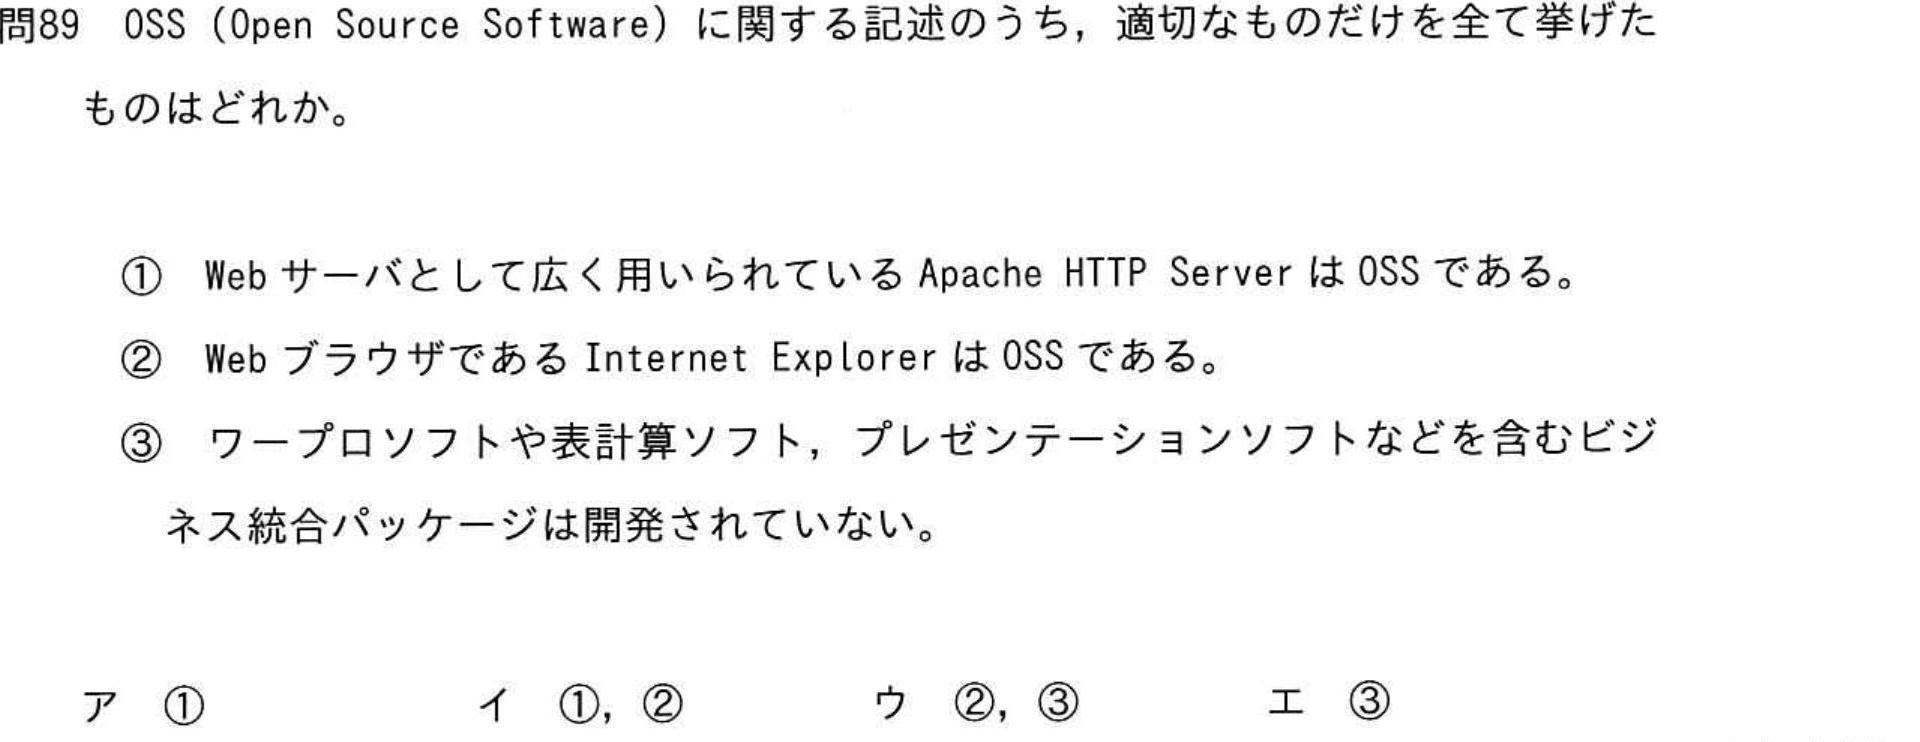 問89 OSS (Open Source Software) に関する記述のうち，適切なものだけを全て挙げた
ものはどれか。
① Web サーバとして広く用いられている Apache HTTP Server は OSS である。
② Web ブラウザである Internet Explorer は OSS である。
③ ワープロソフトや表計算ソフト，プレゼンテーションソフトなどを含むビジ
ネス統合パッケージは開発されていない。
ア ① イ ①，② ウ ②，③ エ ③